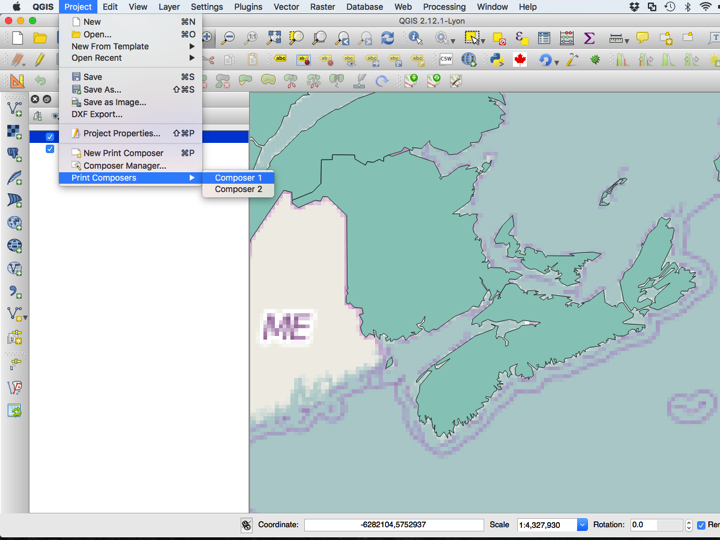 QGIS Project Edit View Layer Settings Plugins Vector Raster Database Web Processing Window Help
QGIS 2.12.1-Lyon
New ⌘N
Open... ⌘O
New From Template
Open Recent
Save ⌘S
Save As... ⇧⌘S
Save as Image...
DXF Export...
Project Properties... ⇧⌘P
New Print Composer ⌘P
Composer Manager...
Print Composers
Composer 1
Composer 2
abc
CSW
ME
Coordinate: -6282104,5752937 Scale 1:4,327,930 Rotation: 0.0 Ren